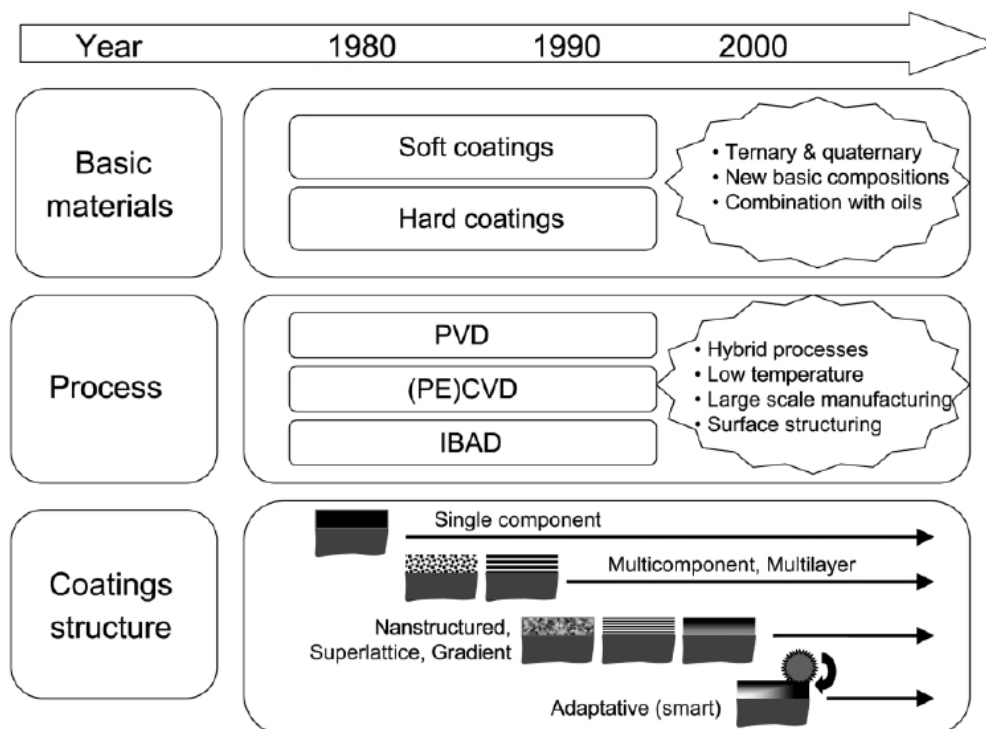 Year 1980 1990 2000
Basic
materials
Soft coatings
Hard coatings
• Ternary & quaternary
• New basic compositions
• Combination with oils
Process
PVD
(PE)CVD
IBAD
• Hybrid processes
• Low temperature
• Large scale manufacturing
• Surface structuring
Coatings
structure
Single component
Multicomponent, Multilayer
Nanstructured,
Superlattice, Gradient
Adaptative (smart)